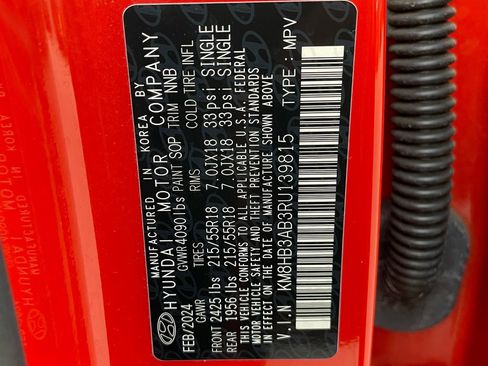 MANUFACTURED IN KOREA BY
HYUNDAI MOTOR COMPANY
FEB/2024 GVWR 4090 lbs PAINT SOP TRIM NNB
GAWR TIRES RIMS COLD TIRE INFL
FRONT 2425 lbs 215/55R18 7.0JX18 33psi SINGLE
REAR 1956 lbs 215/55R18 7.0JX18 33psi SINGLE
THIS VEHICLE CONFORMS TO ALL APPLICABLE U.S.A. FEDERAL
MOTOR VEHICLE SAFETY BUMPER AND THEFT PREVENTION STANDARDS
IN EFFECT ON THE DATE OF MANUFACTURE SHOWN ABOVE
V.I.N: KM8HB3AB3RU139815 TYPE : MPV